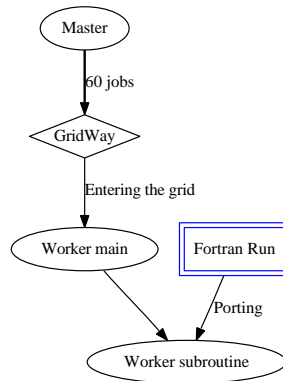 Master
60 jobs
GridWay
Entering the grid
Worker main
Fortran Run
Porting
Worker subroutine